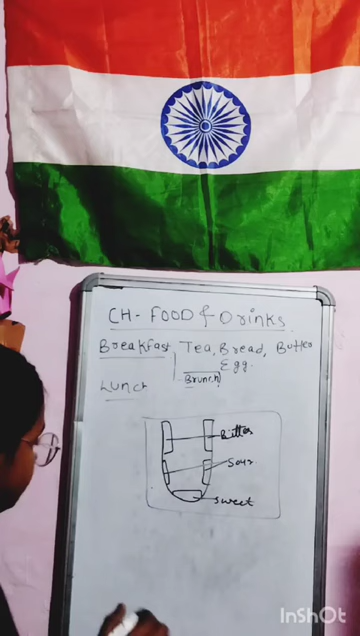 CH- FOOD & Drinks
Breakfast Tea, Bread, Butter
Egg.
Lunch Brunch
Bitter
Sour
Sweet
InShOt